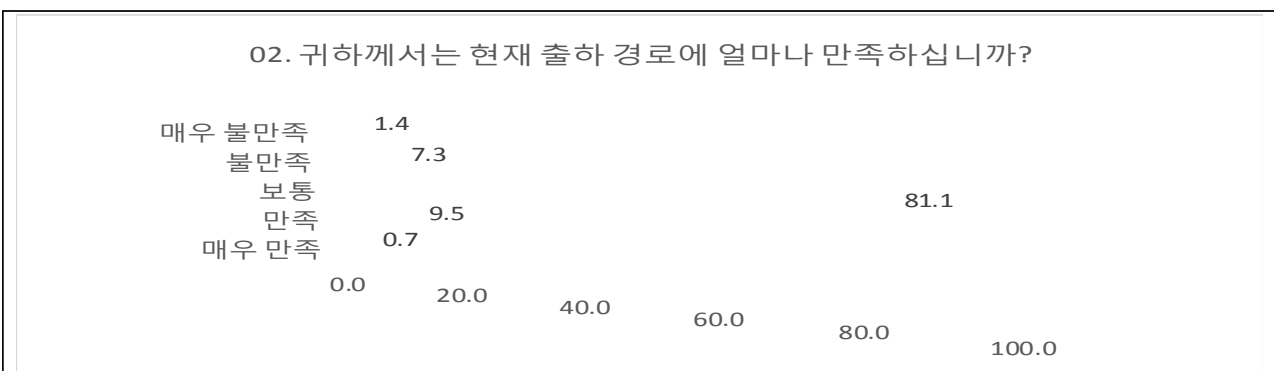 02. 귀하께서는 현재 출하 경로에 얼마나 만족하십니까?
매우 불만족 1.4
불만족 7.3
보통 81.1
만족 9.5
매우 만족 0.7
0.0 20.0 40.0 60.0 80.0 100.0